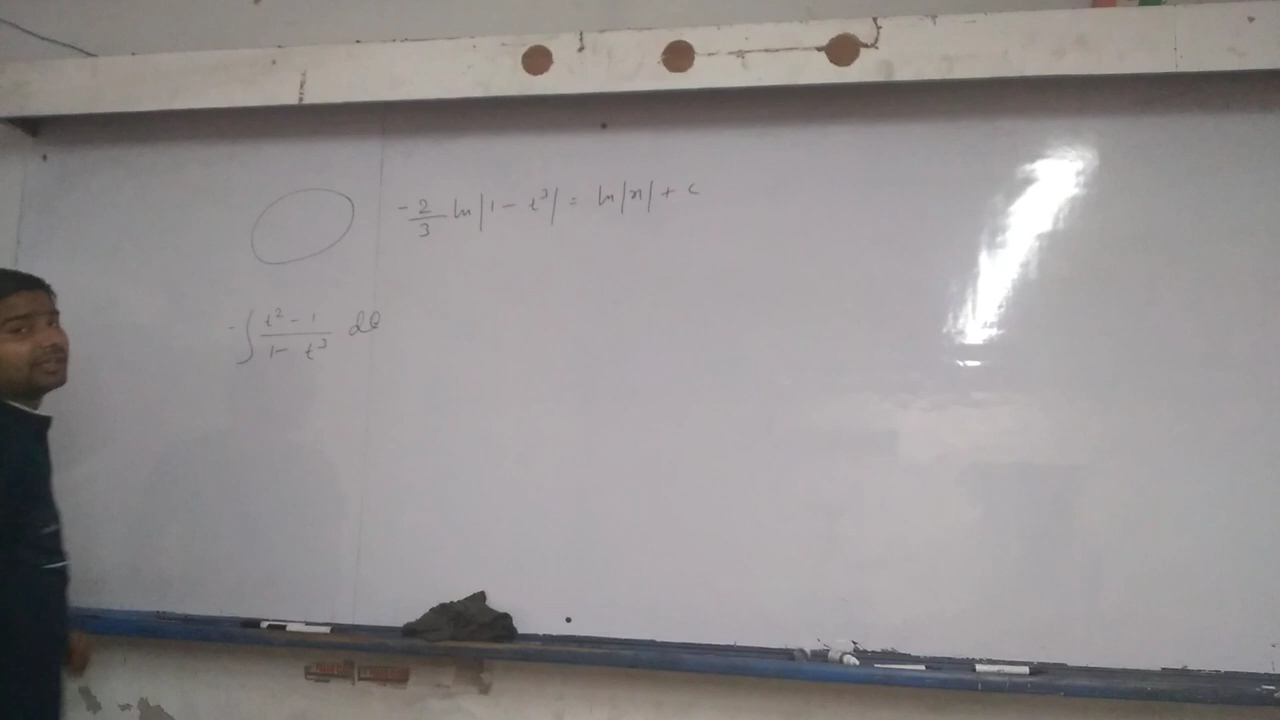 -2/3 ln|1 - t³| = ln|x| + c
-∫ (t² - 1)/(1 - t³) dt